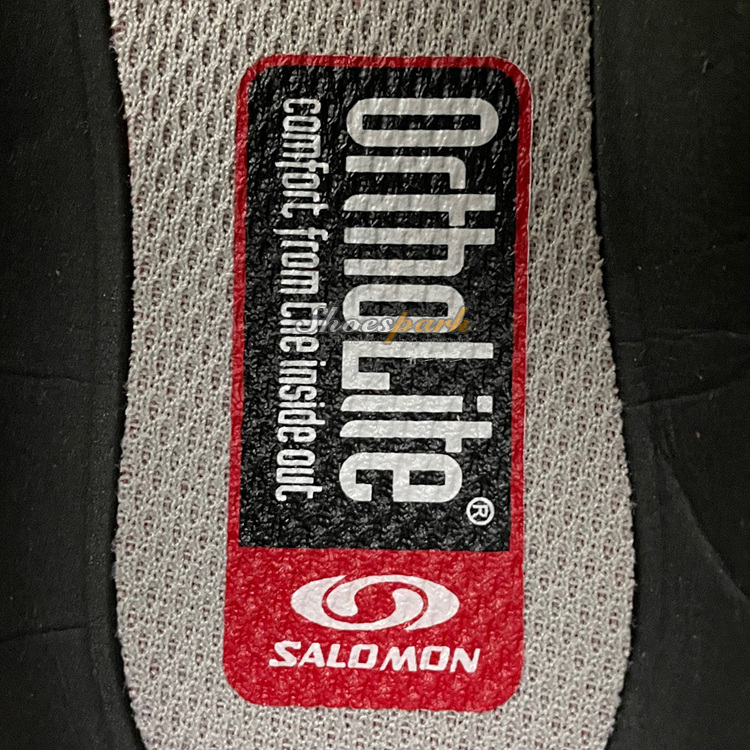 OrthoLite®
comfort from the inside out
SALOMON
Shoespark